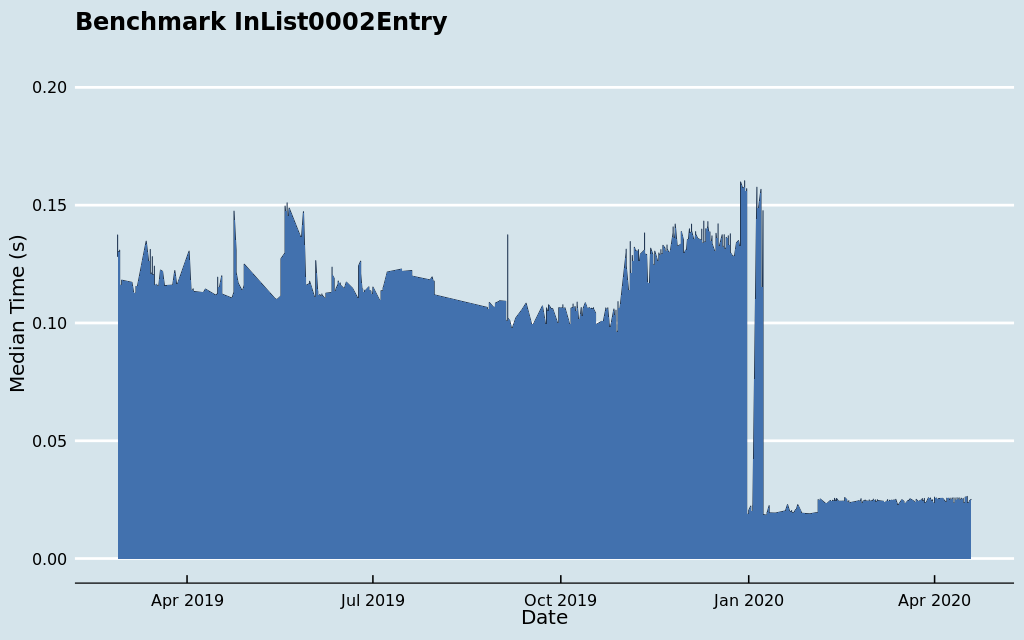 Benchmark InList0002Entry
0.20
0.15
0.10
0.05
0.00
Median Time (s)
Apr 2019
Jul 2019
Oct 2019
Jan 2020
Apr 2020
Date